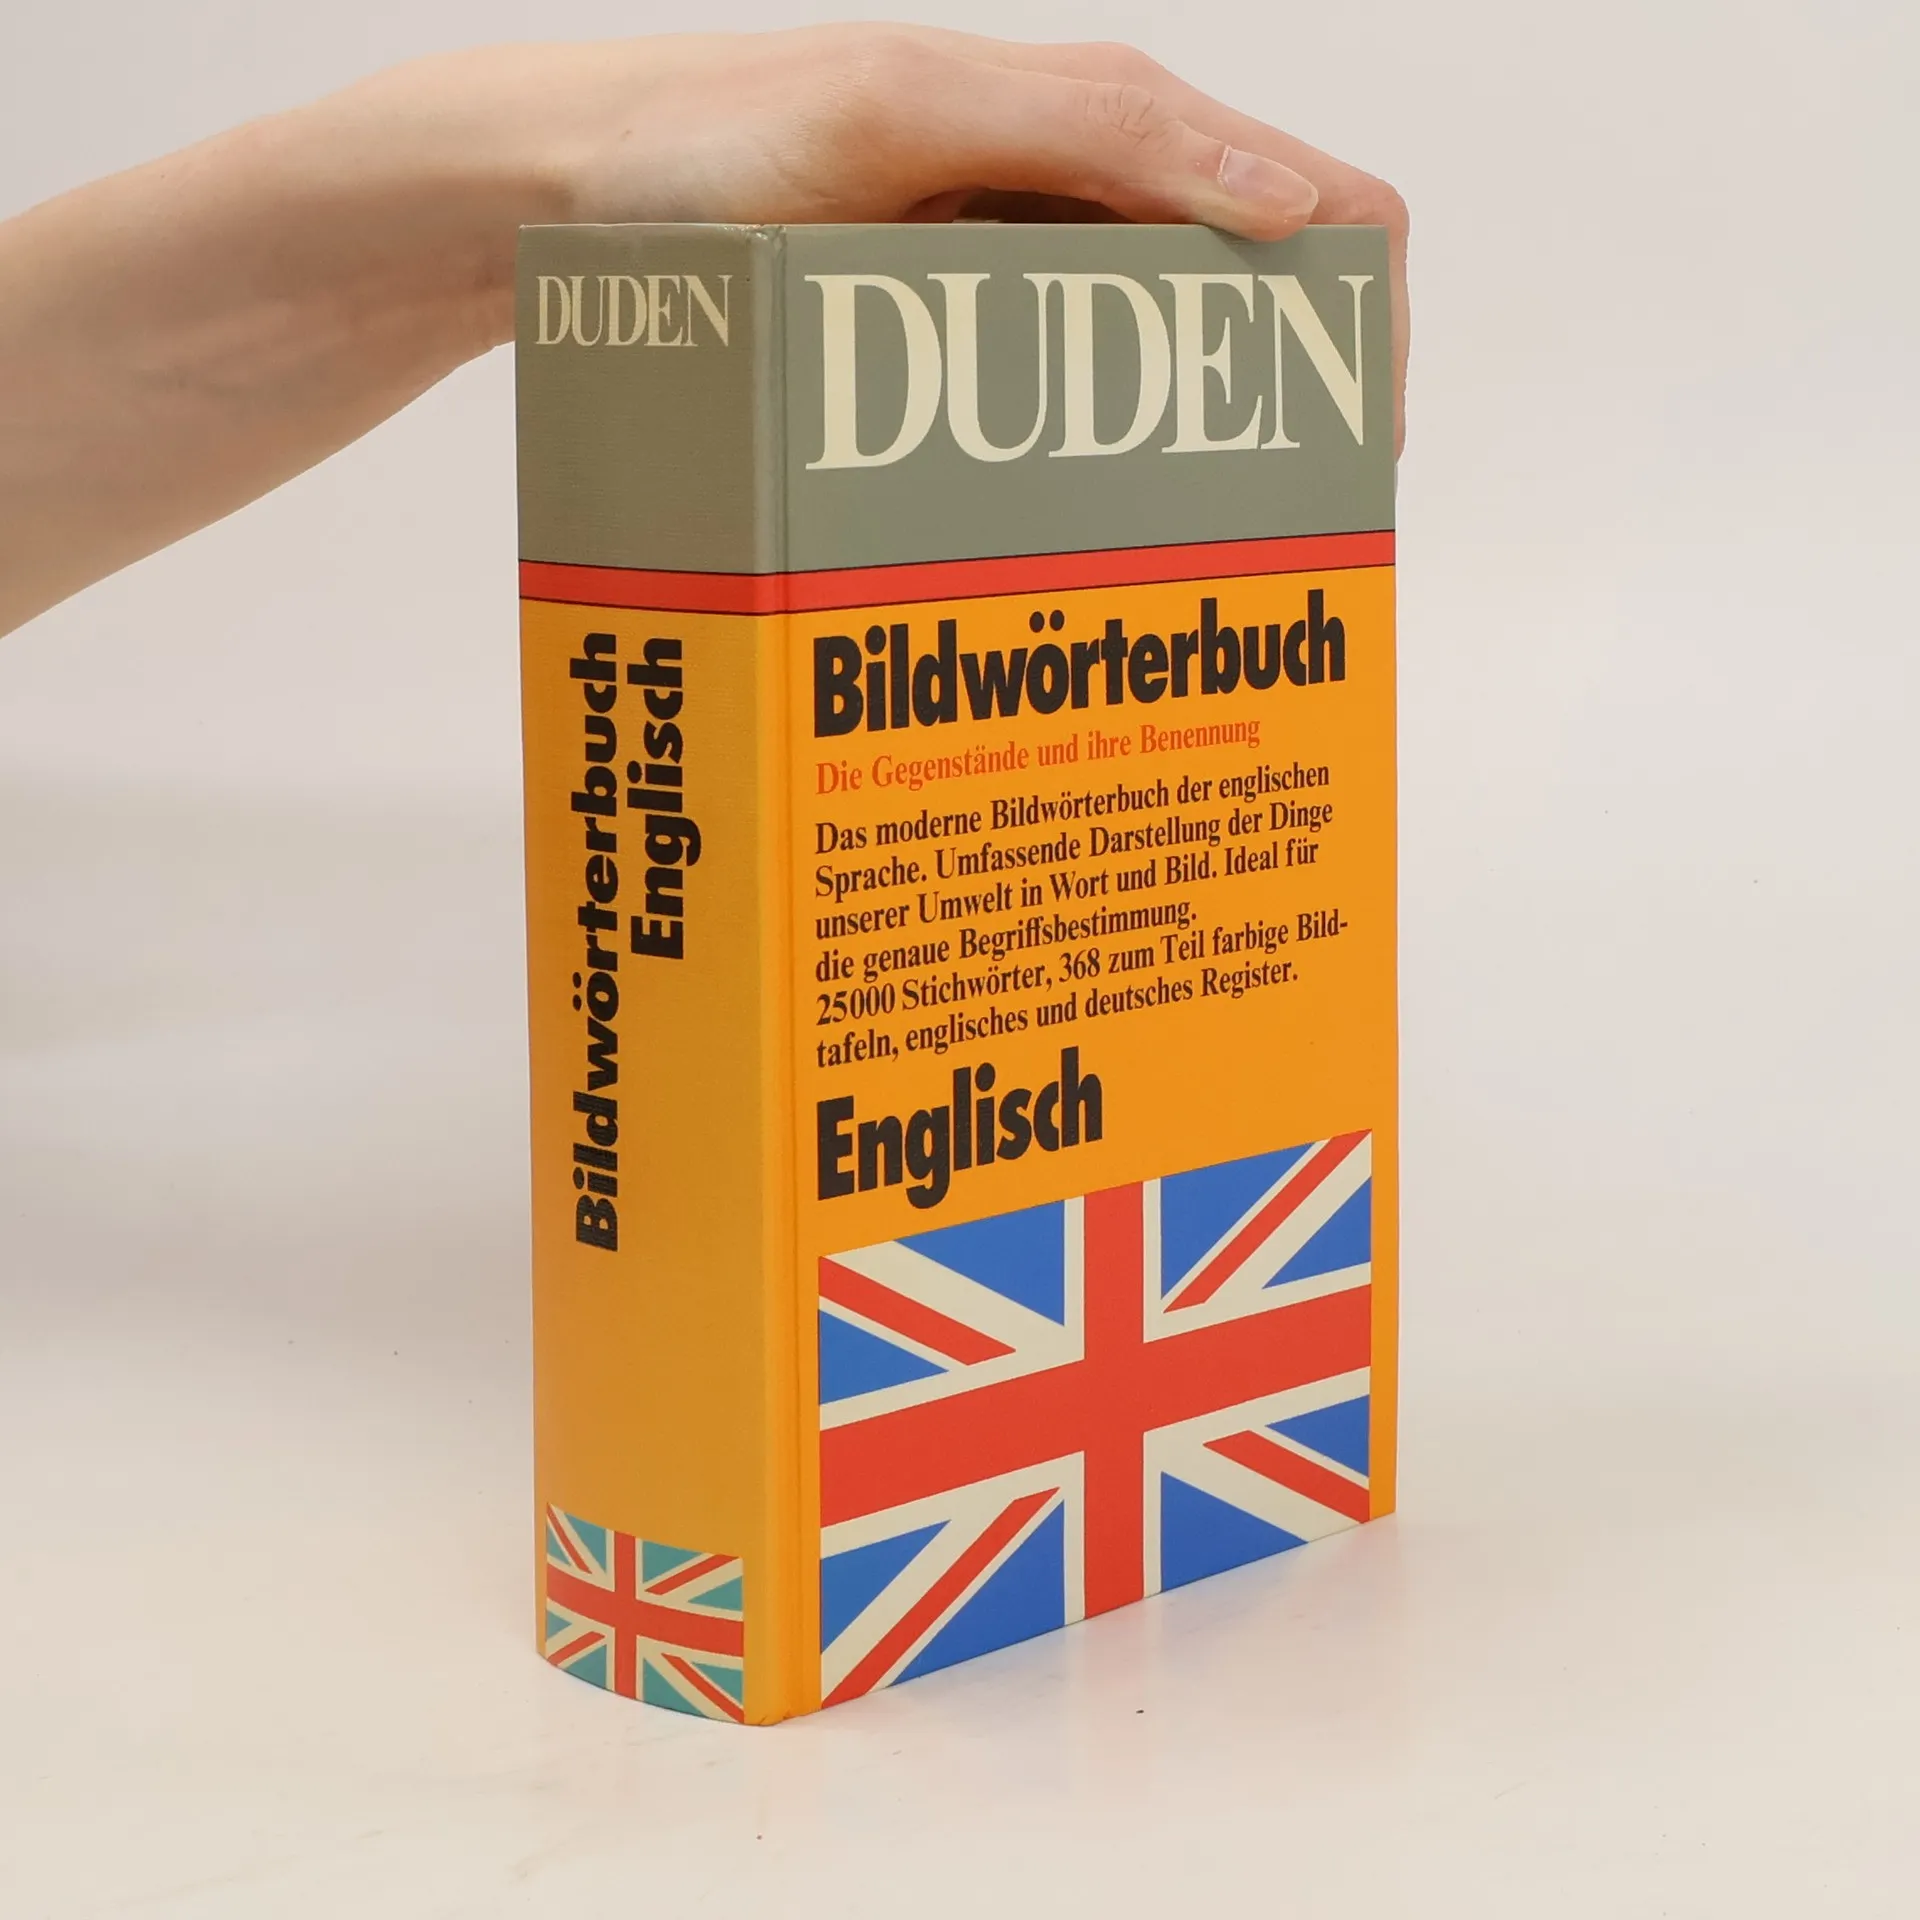 DUDEN
Bildwörterbuch
Englisch
DUDEN
Bildwörterbuch
Die Gegenstände und ihre Benennung
Das moderne Bildwörterbuch der englischen
Sprache. Umfassende Darstellung der Dinge
unserer Umwelt in Wort und Bild. Ideal für
die genaue Begriffsbestimmung.
25000 Stichwörter, 368 zum Teil farbige Bild-
tafeln, englisches und deutsches Register.
Englisch